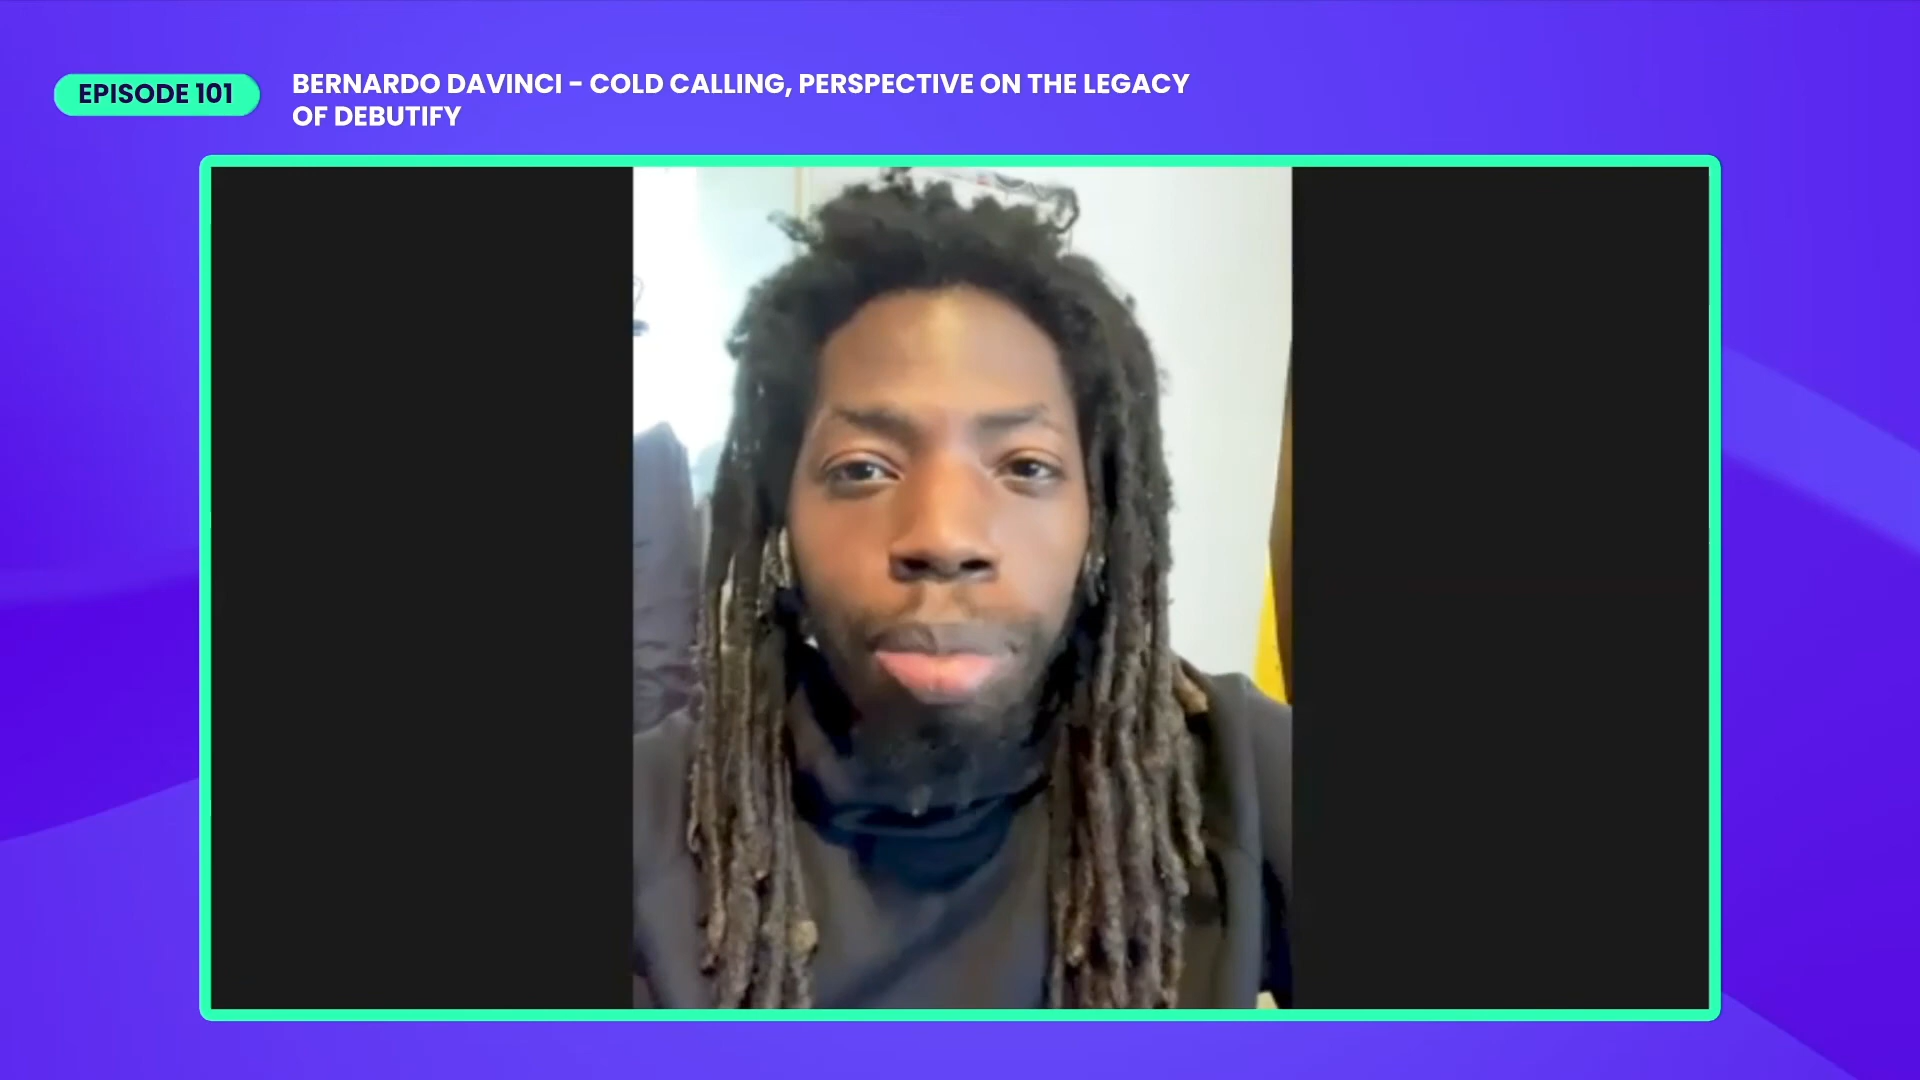 EPISODE 101
BERNARDO DAVINCI - COLD CALLING, PERSPECTIVE ON THE LEGACY
OF DEBUTIFY